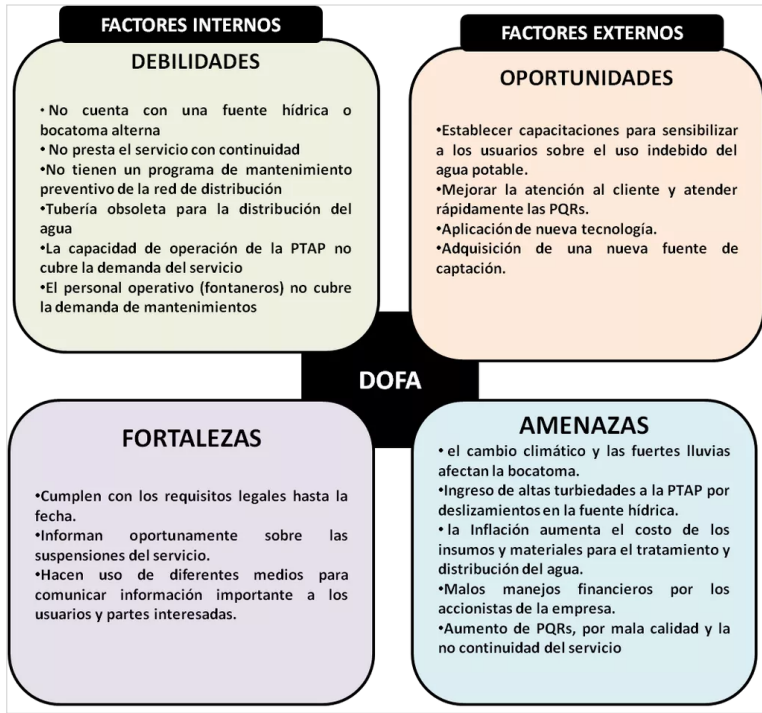 FACTORES INTERNOS
DEBILIDADES
• No cuenta con una fuente hídrica o
bocatoma alterna
• No presta el servicio con continuidad
•No tienen un programa de mantenimiento
preventivo de la red de distribución
•Tubería obsoleta para la distribución del
agua
•La capacidad de operación de la PTAP no
cubre la demanda del servicio
•El personal operativo (fontaneros) no cubre
la demanda de mantenimientos
FACTORES EXTERNOS
OPORTUNIDADES
•Establecer capacitaciones para sensibilizar
a los usuarios sobre el uso indebido del
agua potable.
•Mejorar la atención al cliente y atender
rápidamente las PQRs.
•Aplicación de nueva tecnología.
•Adquisición de una nueva fuente de
captación.
DOFA
FORTALEZAS
•Cumplen con los requisitos legales hasta la
fecha.
•Informan oportunamente sobre las
suspensiones del servicio.
•Hacen uso de diferentes medios para
comunicar información importante a los
usuarios y partes interesadas.
AMENAZAS
• el cambio climático y las fuertes lluvias
afectan la bocatoma.
•Ingreso de altas turbiedades a la PTAP por
deslizamientos en la fuente hídrica.
• la Inflación aumenta el costo de los
insumos y materiales para el tratamiento y
distribución del agua.
•Malos manejos financieros por los
accionistas de la empresa.
•Aumento de PQRs, por mala calidad y la
no continuidad del servicio